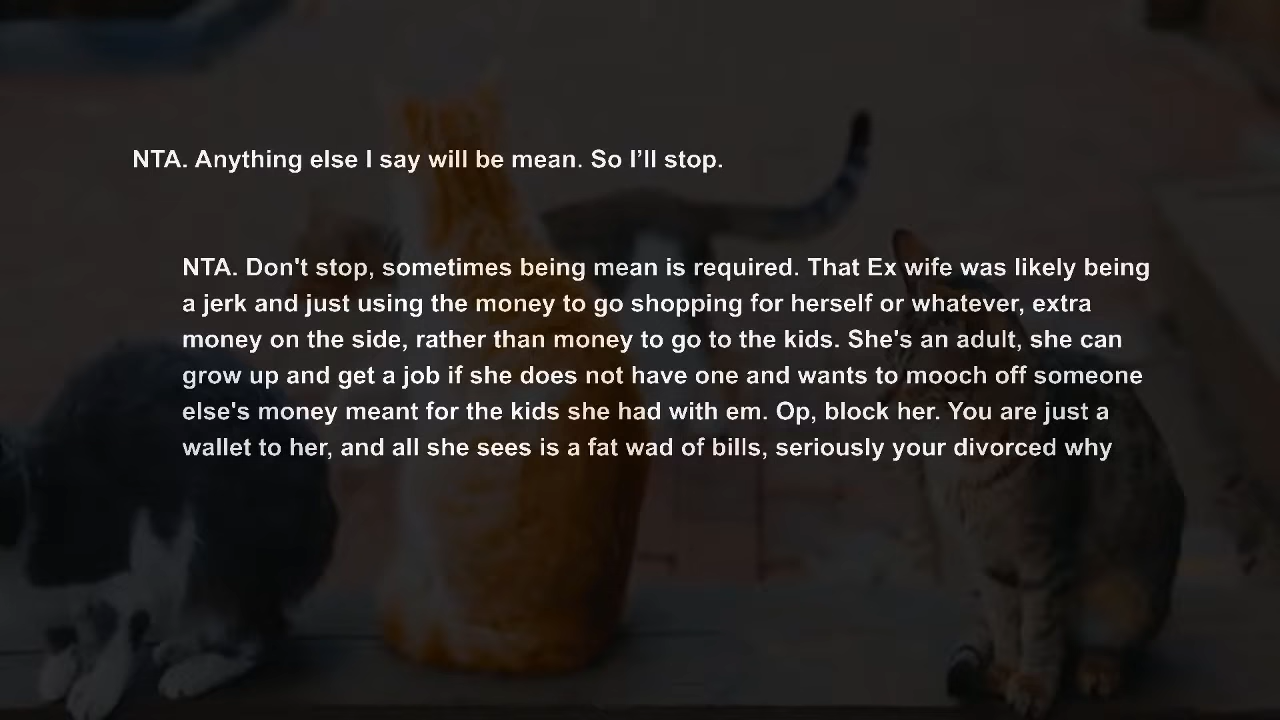 NTA. Anything else I say will be mean. So I’ll stop.
NTA. Don't stop, sometimes being mean is required. That Ex wife was likely being
a jerk and just using the money to go shopping for herself or whatever, extra
money on the side, rather than money to go to the kids. She's an adult, she can
grow up and get a job if she does not have one and wants to mooch off someone
else's money meant for the kids she had with em. Op, block her. You are just a
wallet to her, and all she sees is a fat wad of bills, seriously your divorced why